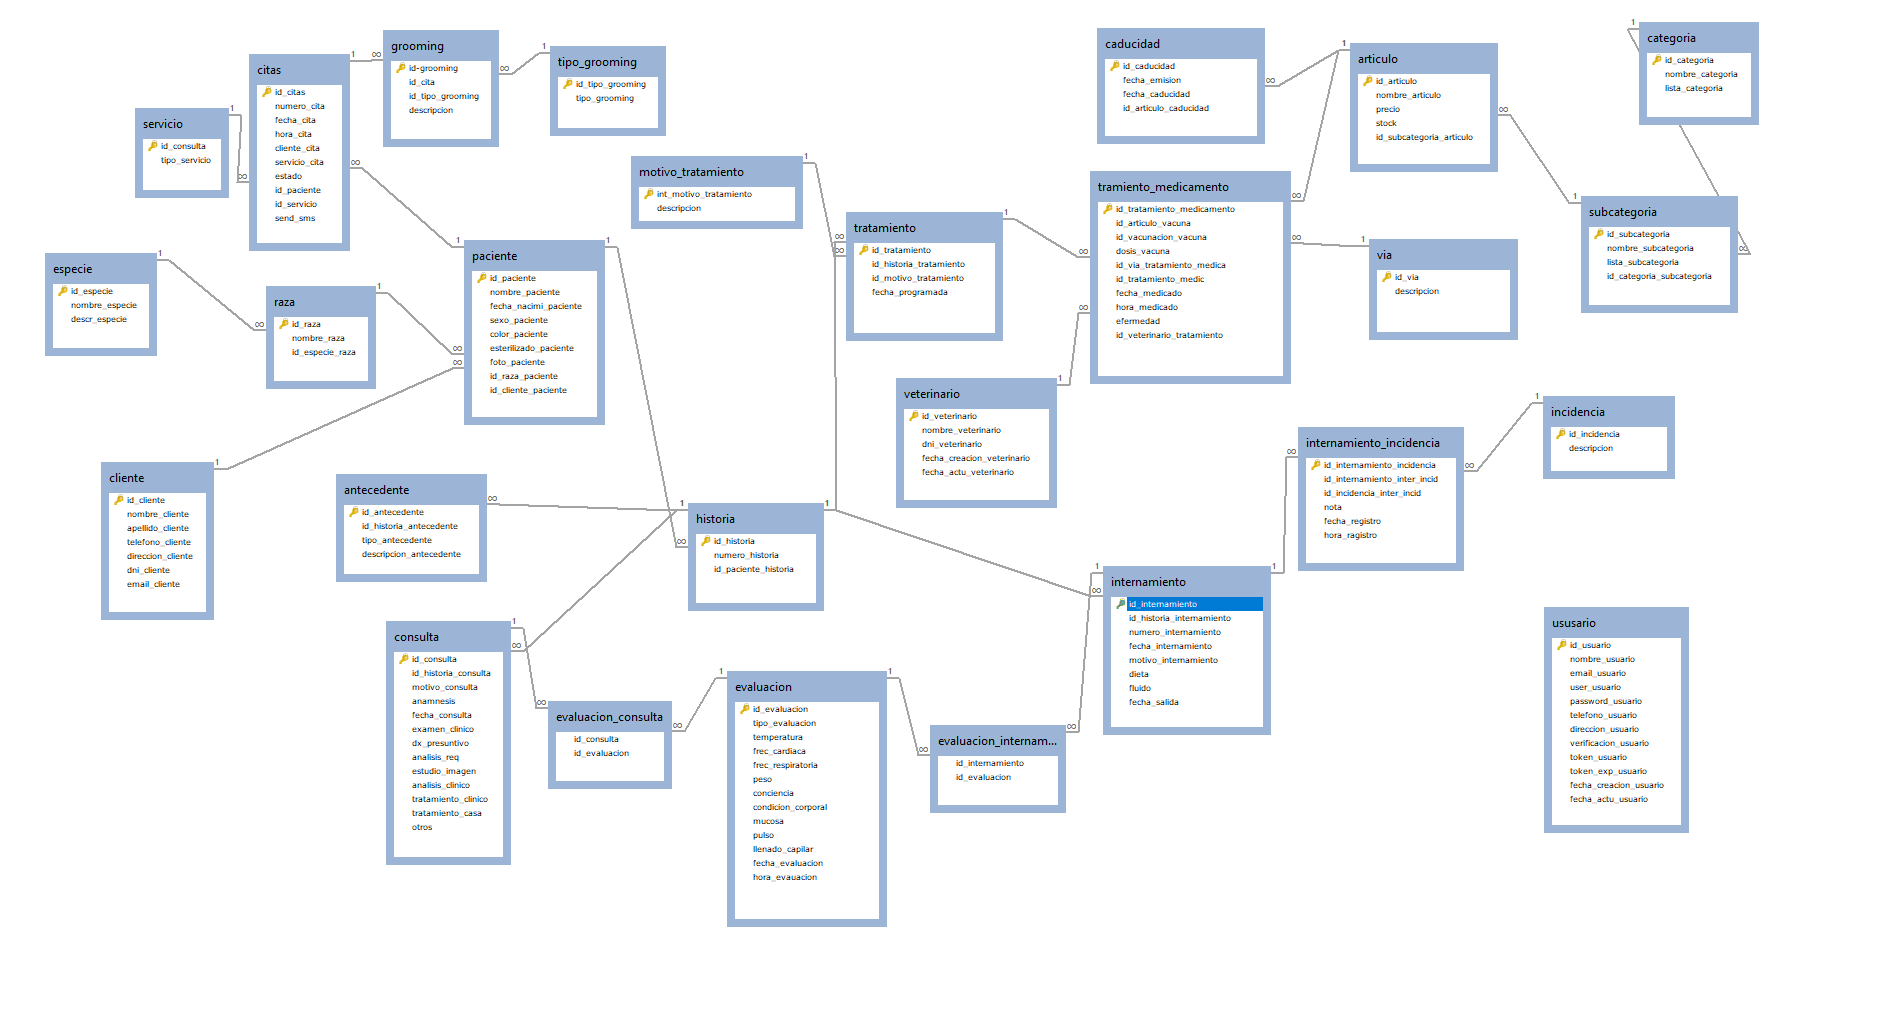 grooming
id-grooming
id_cita
id_tipo_grooming
descripcion
tipo_grooming
id_tipo_grooming
tipo_grooming
citas
id_citas
numero_cita
fecha_cita
hora_cita
cliente_cita
servicio_cita
estado
id_paciente
id_servicio
send_sms
servicio
id_consulta
tipo_servicio
caducidad
id_caducidad
fecha_emision
fecha_caducidad
id_articulo_caducidad
articulo
id_articulo
nombre_articulo
precio
stock
id_subcategoria_articulo
categoria
id_categoria
nombre_categoria
lista_categoria
motivo_tratamiento
int_motivo_tratamiento
descripcion
tratamiento
id_tratamiento
id_historia_tratamiento
id_motivo_tratamiento
fecha_programada
tramiento_medicamento
id_tratamiento_medicamento
id_articulo_vacuna
id_vacunacion_vacuna
dosis_vacuna
id_via_tratamiento_medica
id_tratamiento_medic
fecha_medicado
hora_medicado
efermedad
id_veterinario_tratamiento
subcategoria
id_subcategoria
nombre_subcategoria
lista_subcategoria
id_categoria_subcategoria
via
id_via
descripcion
especie
id_especie
nombre_especie
descr_especie
raza
id_raza
nombre_raza
id_especie_raza
paciente
id_paciente
nombre_paciente
fecha_nacimi_paciente
sexo_paciente
color_paciente
esterilizado_paciente
foto_paciente
id_raza_paciente
id_cliente_paciente
veterinario
id_veterinario
nombre_veterinario
dni_veterinario
fecha_creacion_veterinario
fecha_actu_veterinario
internamiento_incidencia
id_internamiento_incidencia
id_internamiento_inter_incid
id_incidencia_inter_incid
nota
fecha_registro
hora_ragistro
incidencia
id_incidencia
descripcion
cliente
id_cliente
nombre_cliente
apellido_cliente
telefono_cliente
direccion_cliente
dni_cliente
email_cliente
antecedente
id_antecedente
id_historia_antecedente
tipo_antecedente
descripcion_antecedente
historia
id_historia
numero_historia
id_paciente_historia
internamiento
id_internamiento
id_historia_internamiento
numero_internamiento
fecha_internamiento
motivo_internamiento
dieta
fluido
fecha_salida
consulta
id_consulta
id_historia_consulta
motivo_consulta
anamnesis
fecha_consulta
examen_clinico
dx_presuntivo
analisis_req
estudio_imagen
analisis_clinico
tratamiento_clinico
tratamiento_casa
otros
evaluacion_consulta
id_consulta
id_evaluacion
evaluacion
id_evaluacion
tipo_evaluacion
temperatura
frec_cardiaca
frec_respiratoria
peso
conciencia
condicion_corporal
mucosa
pulso
llenado_capilar
fecha_evaluacion
hora_evauacion
evaluacion_internam...
id_internamiento
id_evaluacion
ususario
id_usuario
nombre_usuario
email_usuario
user_usuario
password_usuario
telefono_usuario
direccion_usuario
verificacion_usuario
token_usuario
token_exp_usuario
fecha_creacion_usuario
fecha_actu_usuario